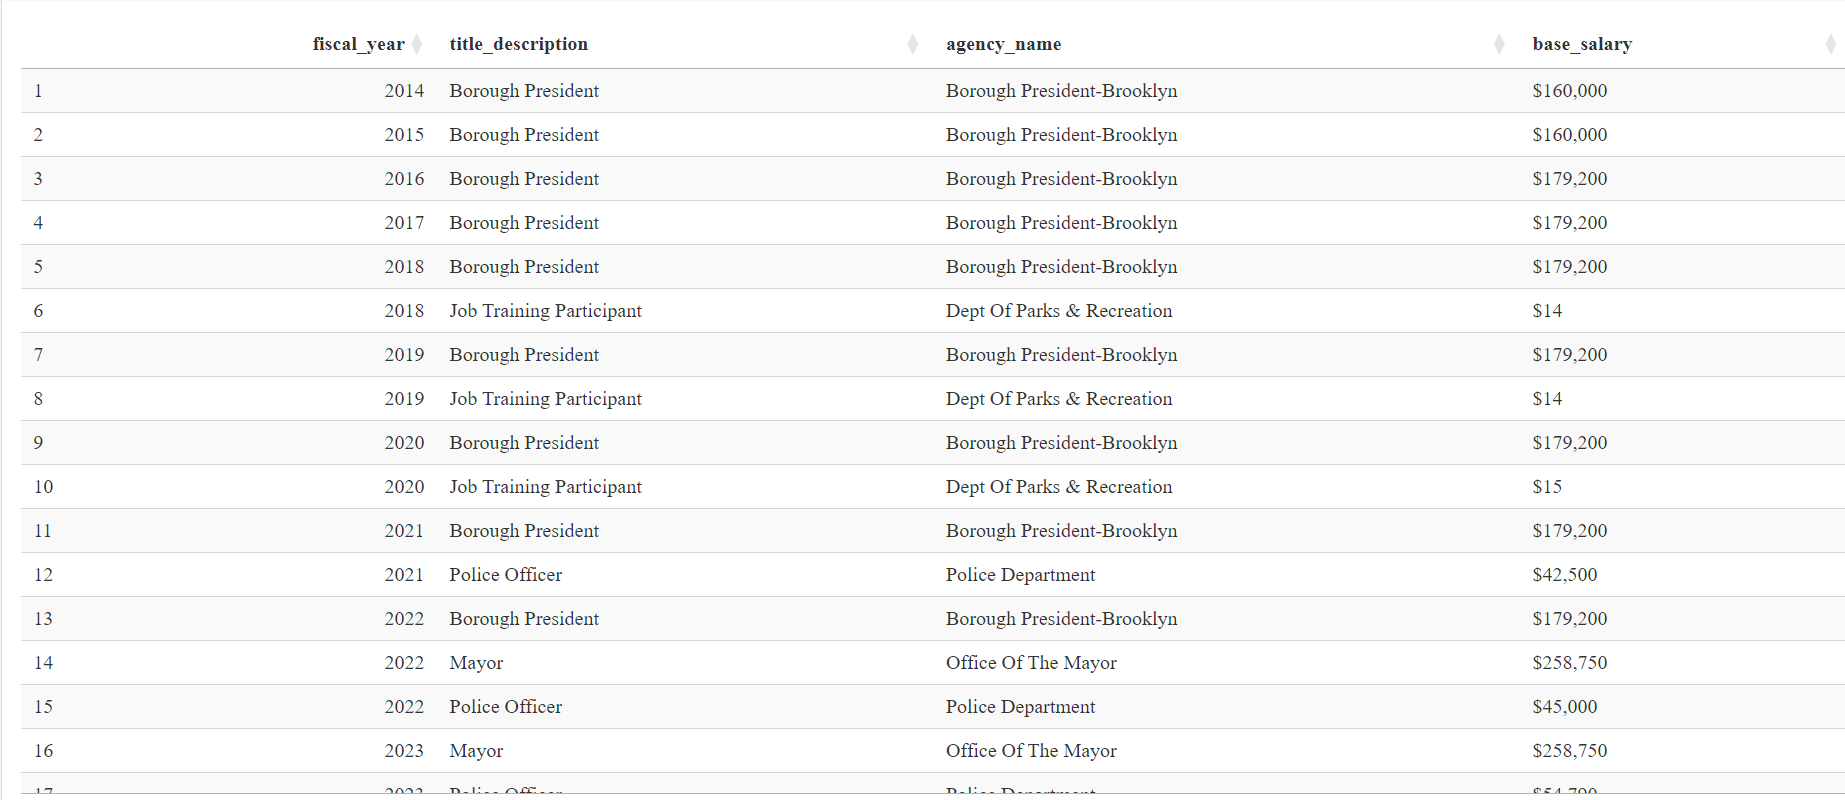 fiscal_year title_description agency_name base_salary
1 2014 Borough President Borough President-Brooklyn $160,000
2 2015 Borough President Borough President-Brooklyn $160,000
3 2016 Borough President Borough President-Brooklyn $179,200
4 2017 Borough President Borough President-Brooklyn $179,200
5 2018 Borough President Borough President-Brooklyn $179,200
6 2018 Job Training Participant Dept Of Parks & Recreation $14
7 2019 Borough President Borough President-Brooklyn $179,200
8 2019 Job Training Participant Dept Of Parks & Recreation $14
9 2020 Borough President Borough President-Brooklyn $179,200
10 2020 Job Training Participant Dept Of Parks & Recreation $15
11 2021 Borough President Borough President-Brooklyn $179,200
12 2021 Police Officer Police Department $42,500
13 2022 Borough President Borough President-Brooklyn $179,200
14 2022 Mayor Office Of The Mayor $258,750
15 2022 Police Officer Police Department $45,000
16 2023 Mayor Office Of The Mayor $258,750
17 2023 Police Officer Police Department